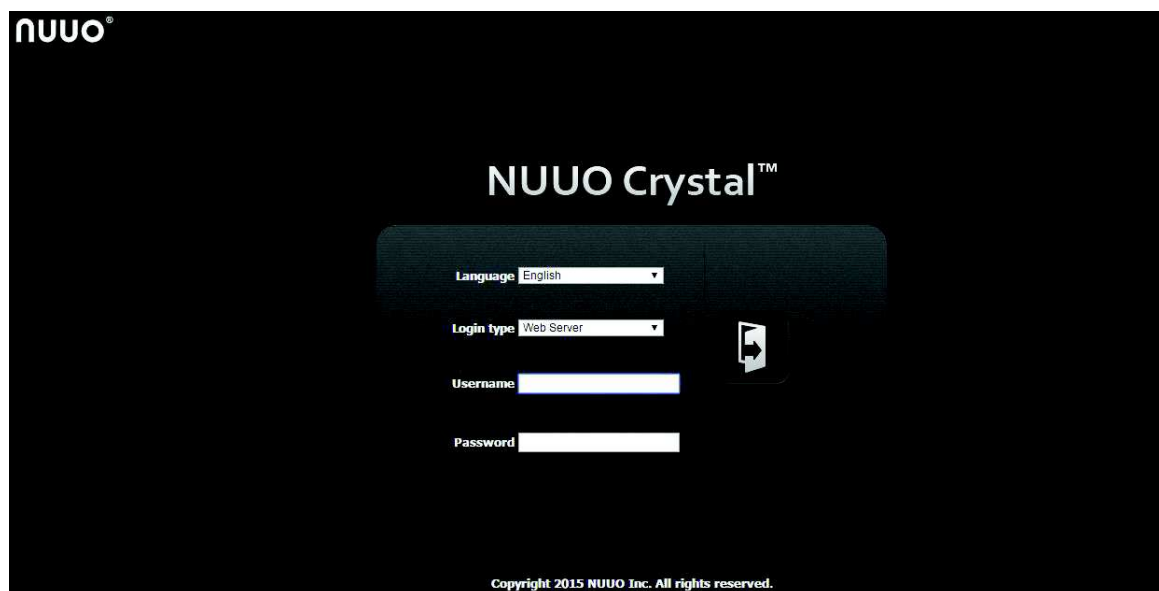 nuuo®
NUUO Crystal™
Language English
Login type Web Server
Username
Password
Copyright 2015 NUUO Inc. All rights reserved.